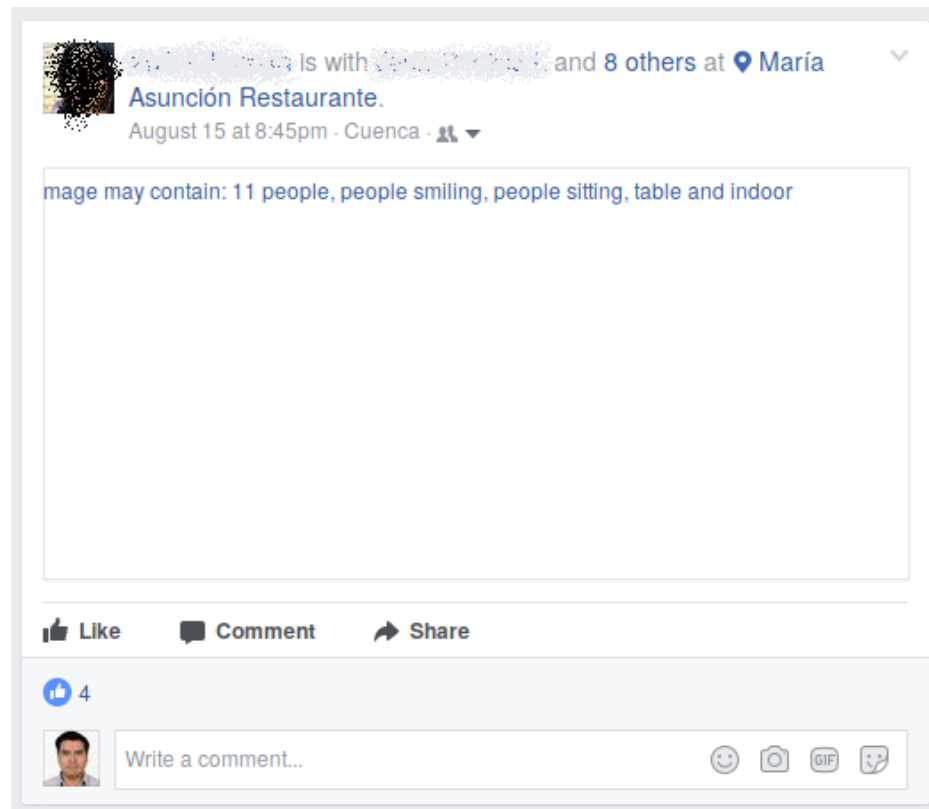 is with and 8 others at María
Asunción Restaurante.
August 15 at 8:45pm · Cuenca ·
mage may contain: 11 people, people smiling, people sitting, table and indoor
Like Comment Share
4
Write a comment...
GIF